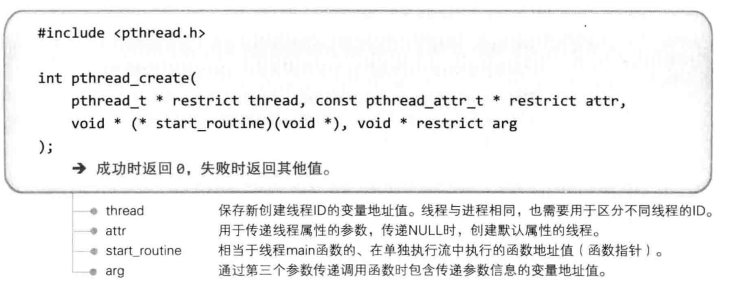 #include <pthread.h>
int pthread_create(
pthread_t * restrict thread, const pthread_attr_t * restrict attr,
void * (* start_routine)(void *), void * restrict arg
);
→ 成功时返回 0，失败时返回其他值。
thread 保存新创建线程ID的变量地址值。线程与进程相同，也需要用于区分不同线程的ID。
attr 用于传递线程属性的参数，传递NULL时，创建默认属性的线程。
start_routine 相当于线程main函数的、在单独执行流中执行的函数地址值（函数指针）。
arg 通过第三个参数传递调用函数时包含传递参数信息的变量地址值。